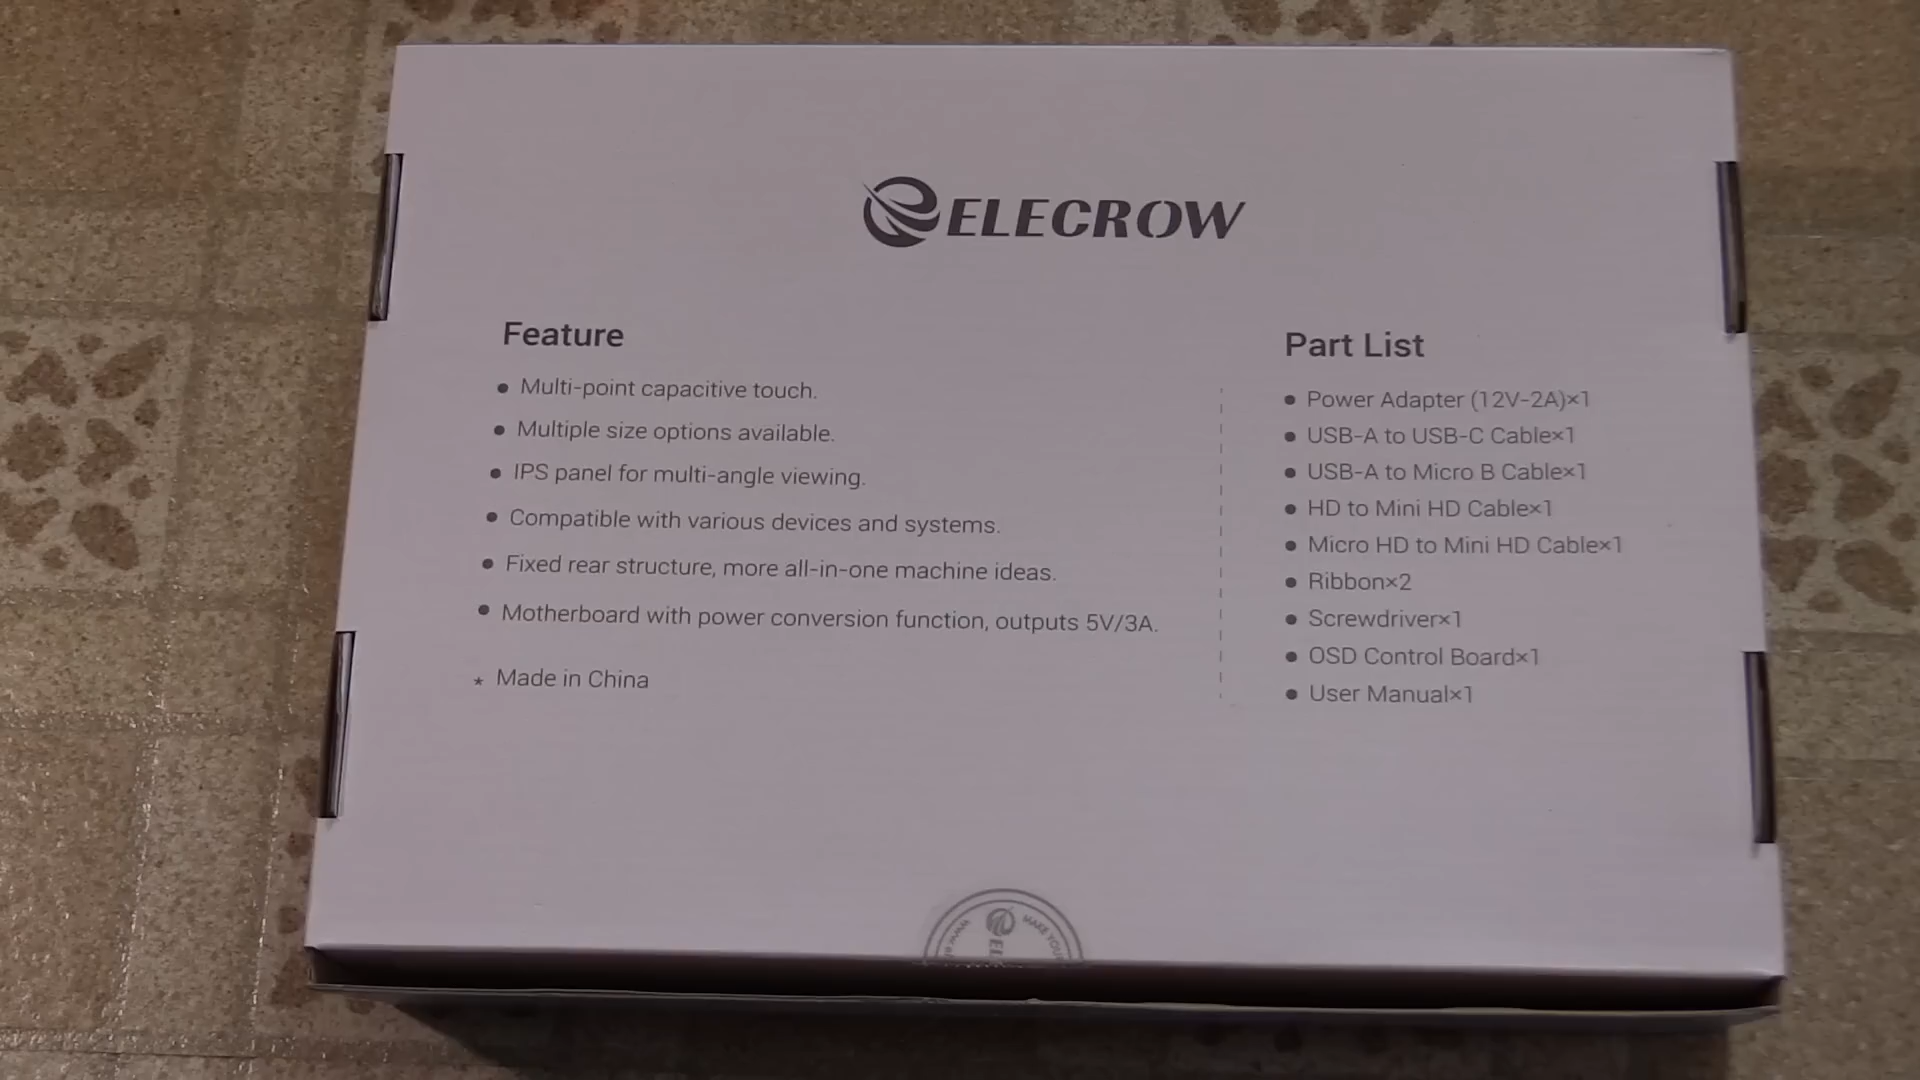 ELECROW
Feature
• Multi-point capacitive touch.
• Multiple size options available.
• IPS panel for multi-angle viewing.
• Compatible with various devices and systems.
• Fixed rear structure, more all-in-one machine ideas.
• Motherboard with power conversion function, outputs 5V/3A.
* Made in China
Part List
• Power Adapter (12V-2A)×1
• USB-A to USB-C Cable×1
• USB-A to Micro B Cable×1
• HD to Mini HD Cable×1
• Micro HD to Mini HD Cable×1
• Ribbon×2
• Screwdriver×1
• OSD Control Board×1
• User Manual×1
MAKE YOU